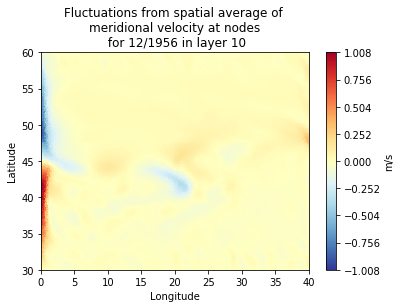 Fluctuations from spatial average of
meridional velocity at nodes
for 12/1956 in layer 10
60
55
50
45
40
35
30
Latitude
0 5 10 15 20 25 30 35 40
Longitude
1.008
0.756
0.504
0.252
0.000
−0.252
−0.504
−0.756
−1.008
m/s